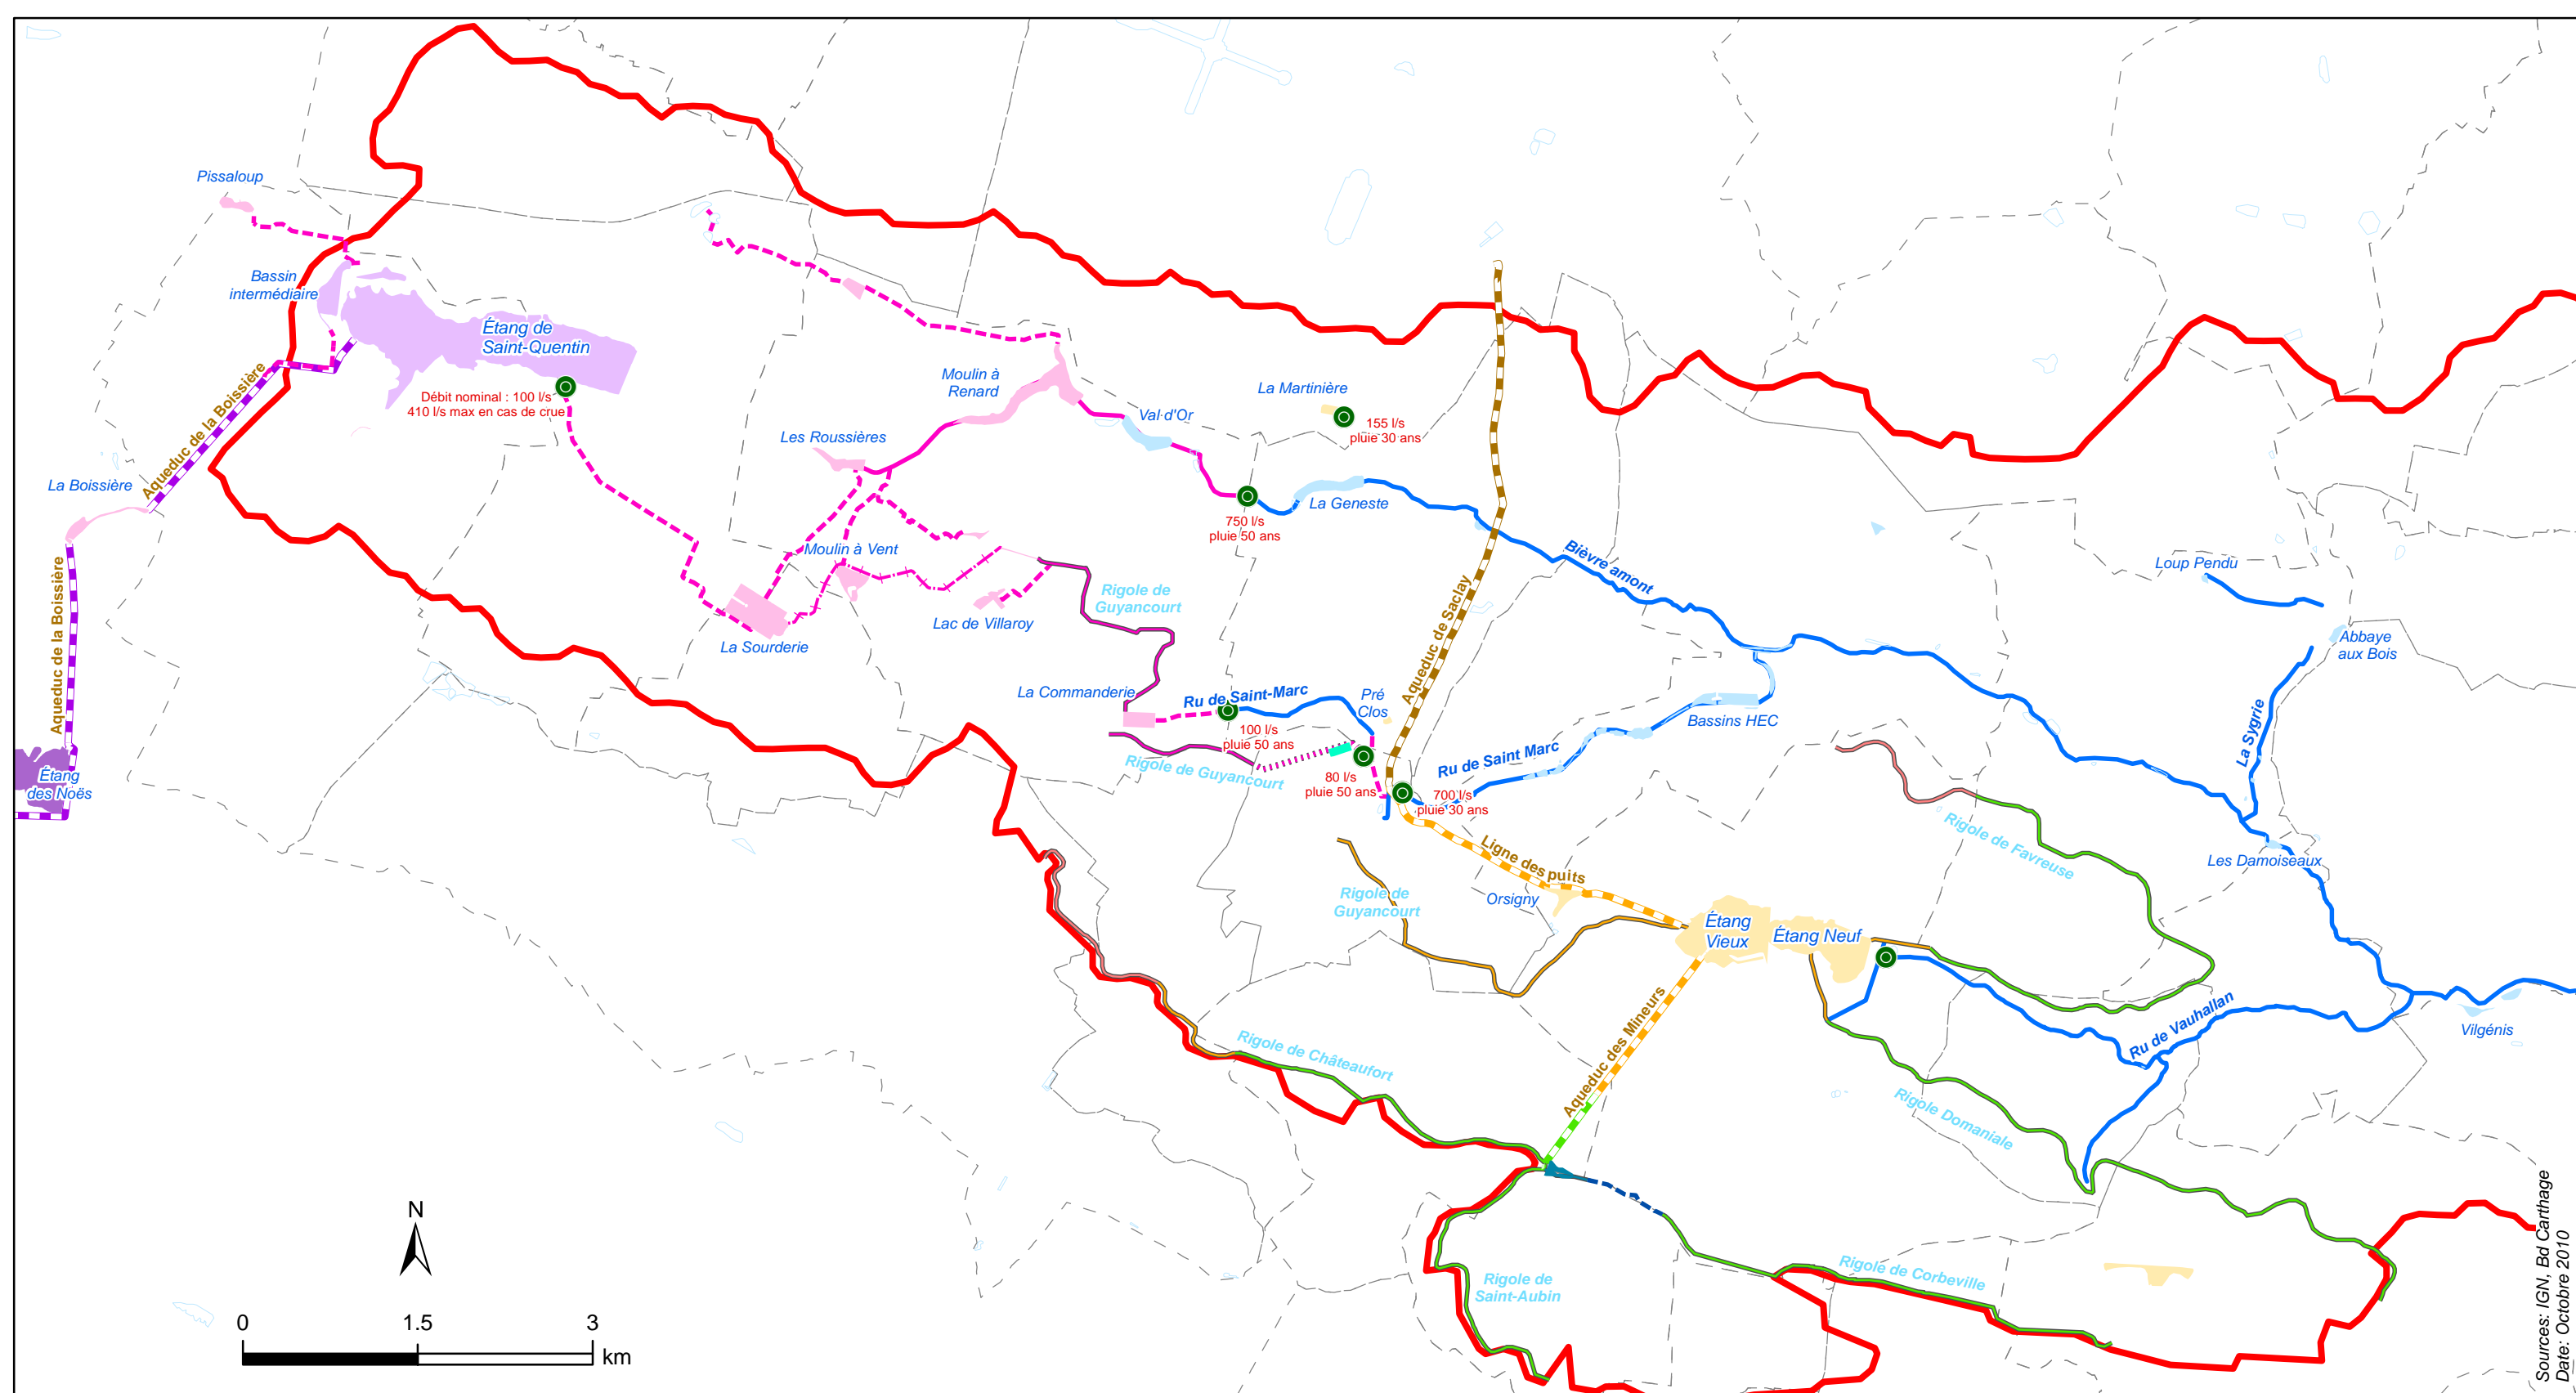 Pissaloup
Bassin
intermédiaire
Étang de
Saint-Quentin
Débit nominal : 100 l/s
410 l/s max en cas de crue
Aqueduc de la Boissière
La Boissière
Aqueduc de la Boissière
Étang
des Noës
Moulin à
Renard
Les Roussières
Val d'Or
La Martinière
155 l/s
pluie 30 ans
La Geneste
750 l/s
pluie 50 ans
Moulin à Vent
La Sourderie
Lac de Villaroy
Rigole de
Guyancourt
La Commanderie
Ru de Saint-Marc
100 l/s
pluie 50 ans
Rigole de Guyancourt
Pré
Clos
80 l/s
pluie 50 ans
700 l/s
pluie 30 ans
Aqueduc de Saclay
Bièvre amont
Bassins HEC
Ru de Saint Marc
Loup Pendu
Abbaye
aux Bois
La Sygrie
Les Damoiseaux
Rigole de Favreuse
Ligne des puits
Orsigny
Rigole de
Guyancourt
Étang
Vieux
Étang Neuf
Aqueduc des Mineurs
Rigole de Châteaufort
Ru de Vauhallan
Vilgénis
Rigole Domaniale
Rigole de Corbeville
Rigole de
Saint-Aubin
N
0 1.5 3
km
Sources: IGN, Bd Carthage
Date: Octobre 2010